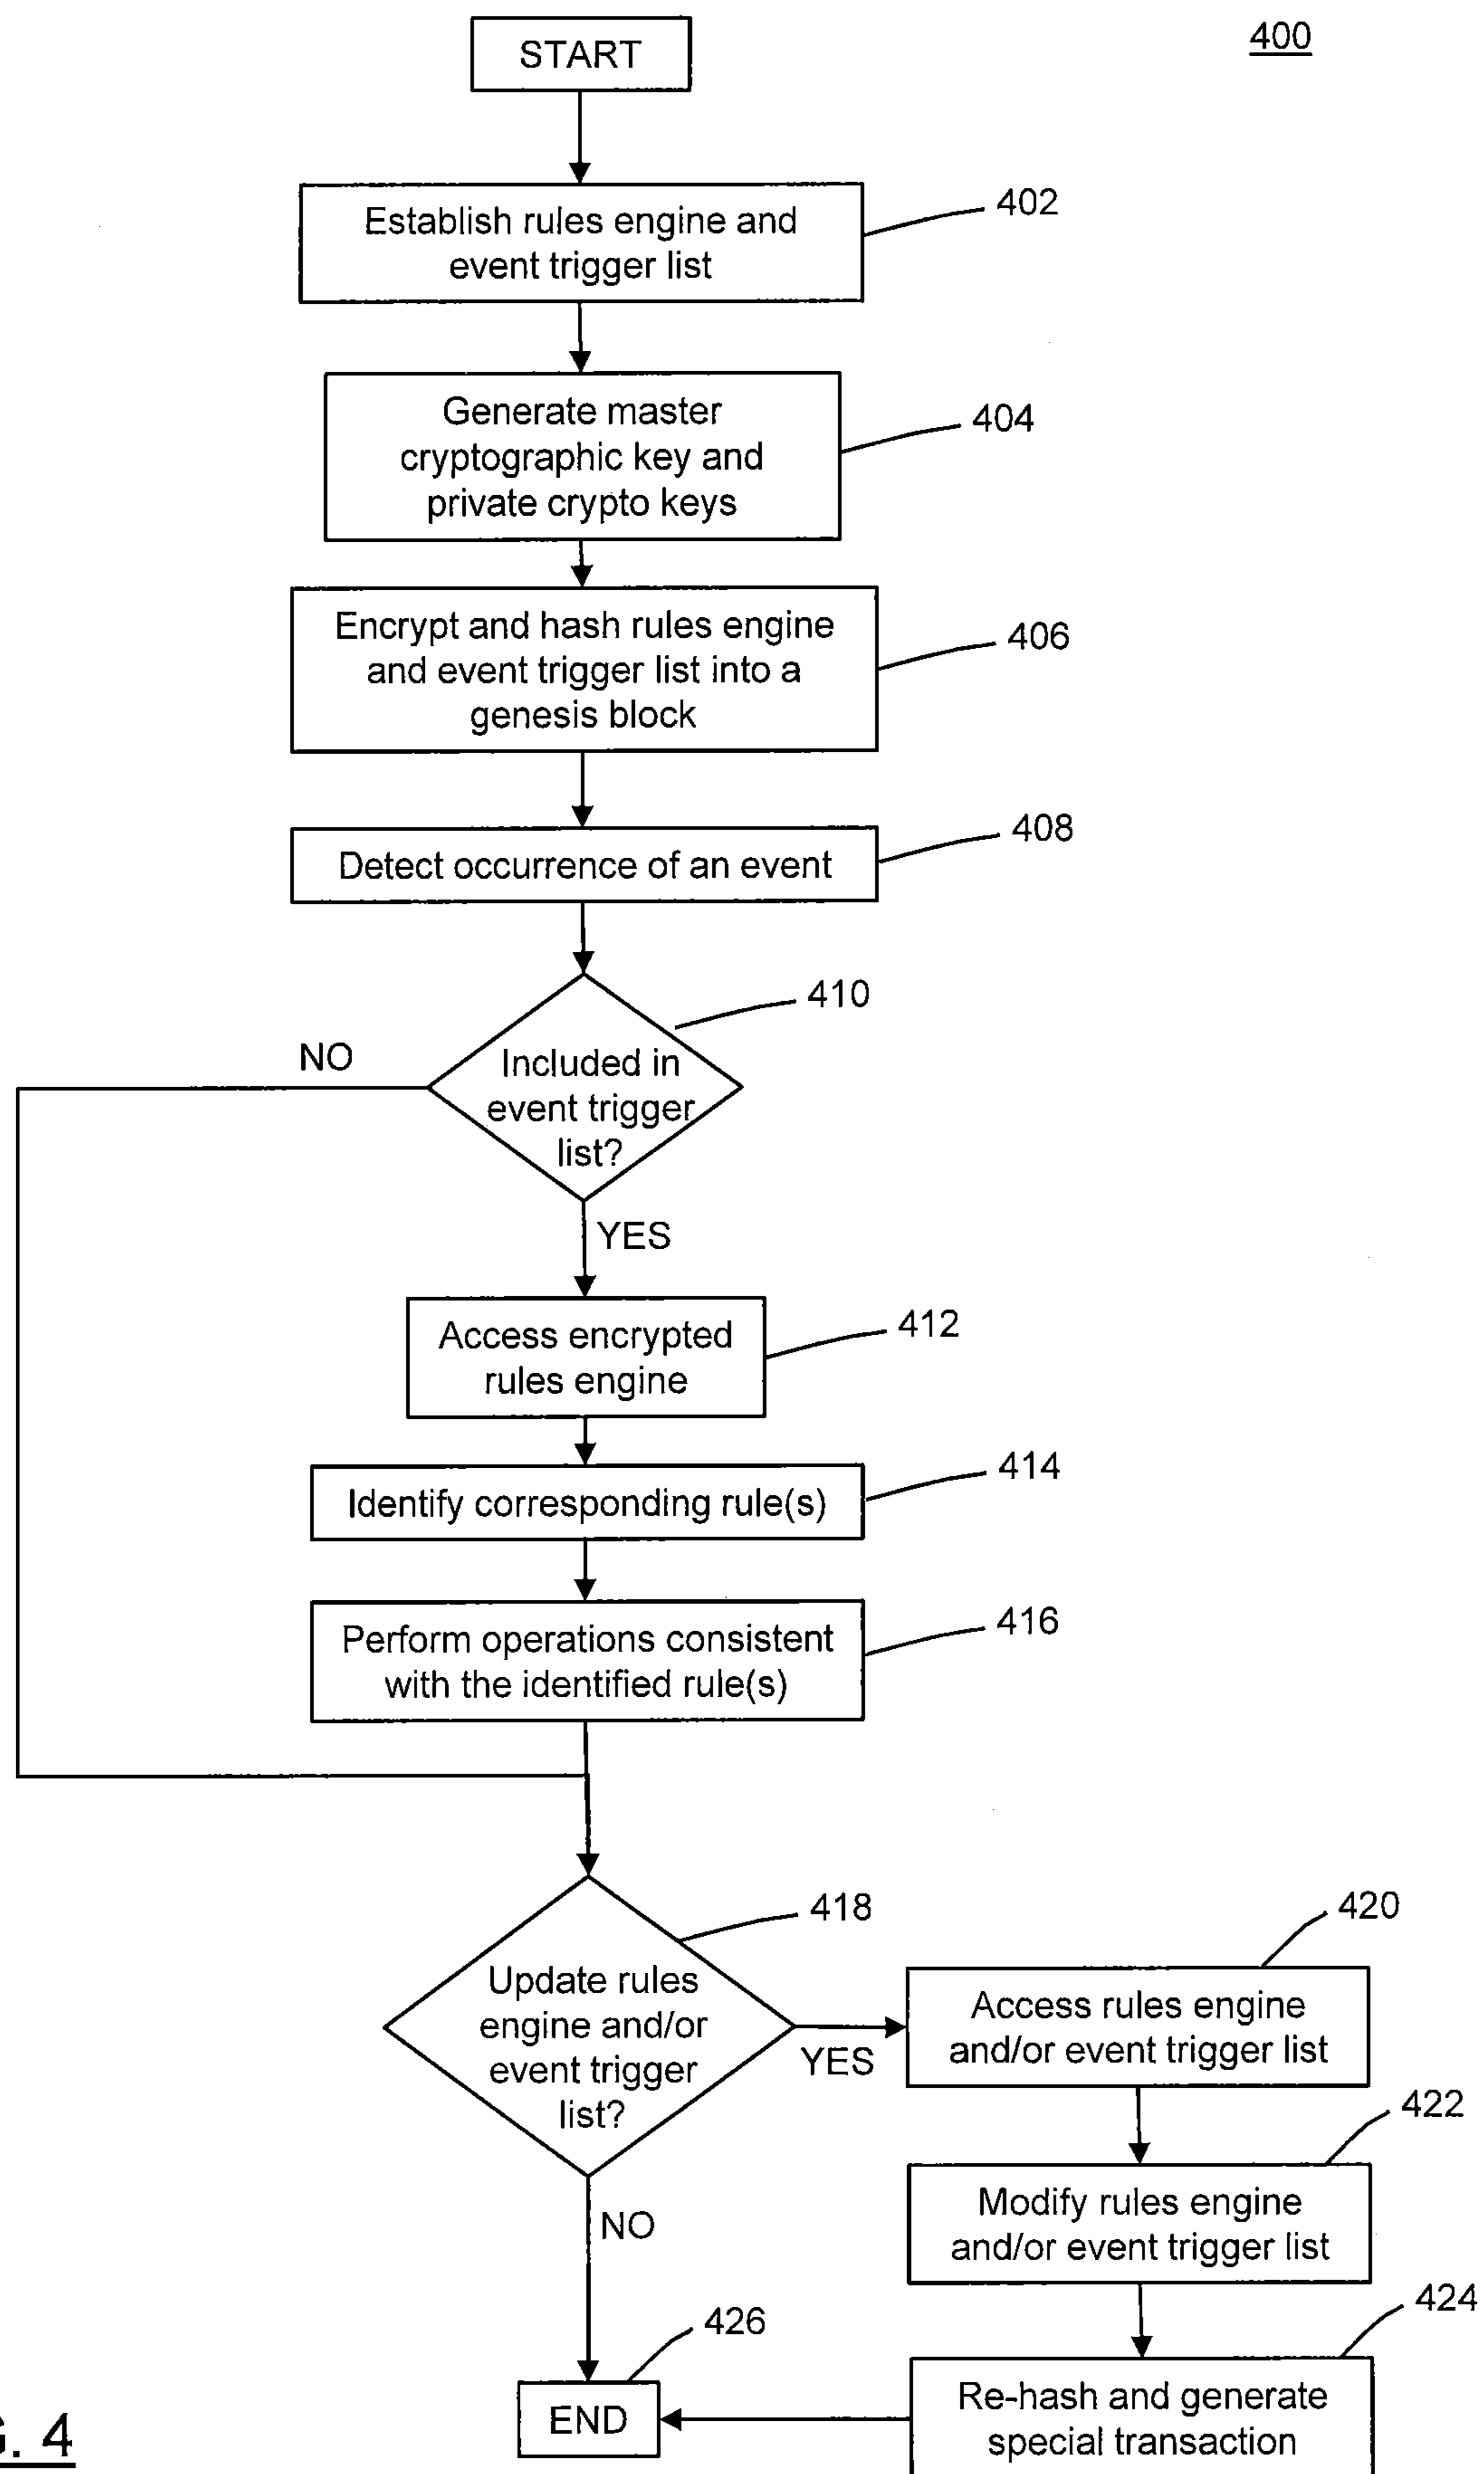 400
START
Establish rules engine and
event trigger list
402
Generate master
cryptographic key and
private crypto keys
404
Encrypt and hash rules engine
and event trigger list into a
genesis block
406
Detect occurrence of an event
408
410
NO
Included in
event trigger
list?
YES
Access encrypted
rules engine
412
Identify corresponding rule(s)
414
Perform operations consistent
with the identified rule(s)
416
418
Update rules
engine and/or
event trigger
list?
YES
420
Access rules engine
and/or event trigger list
422
Modify rules engine
and/or event trigger list
NO
424
Re-hash and generate
special transaction
426
END
G. 4